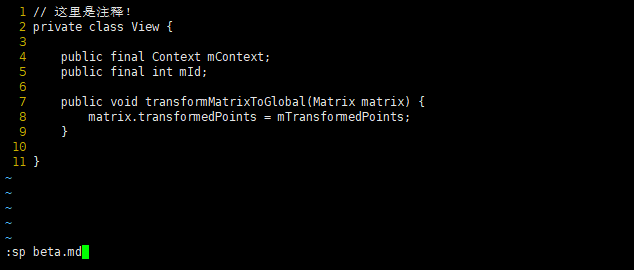 1 // 这里是注释!
2 private class View {
3
4     public final Context mContext;
5     public final int mId;
6
7     public void transformMatrixToGlobal(Matrix matrix) {
8         matrix.transformedPoints = mTransformedPoints;
9     }
10
11 }
~
~
~
~
~
:sp beta.md